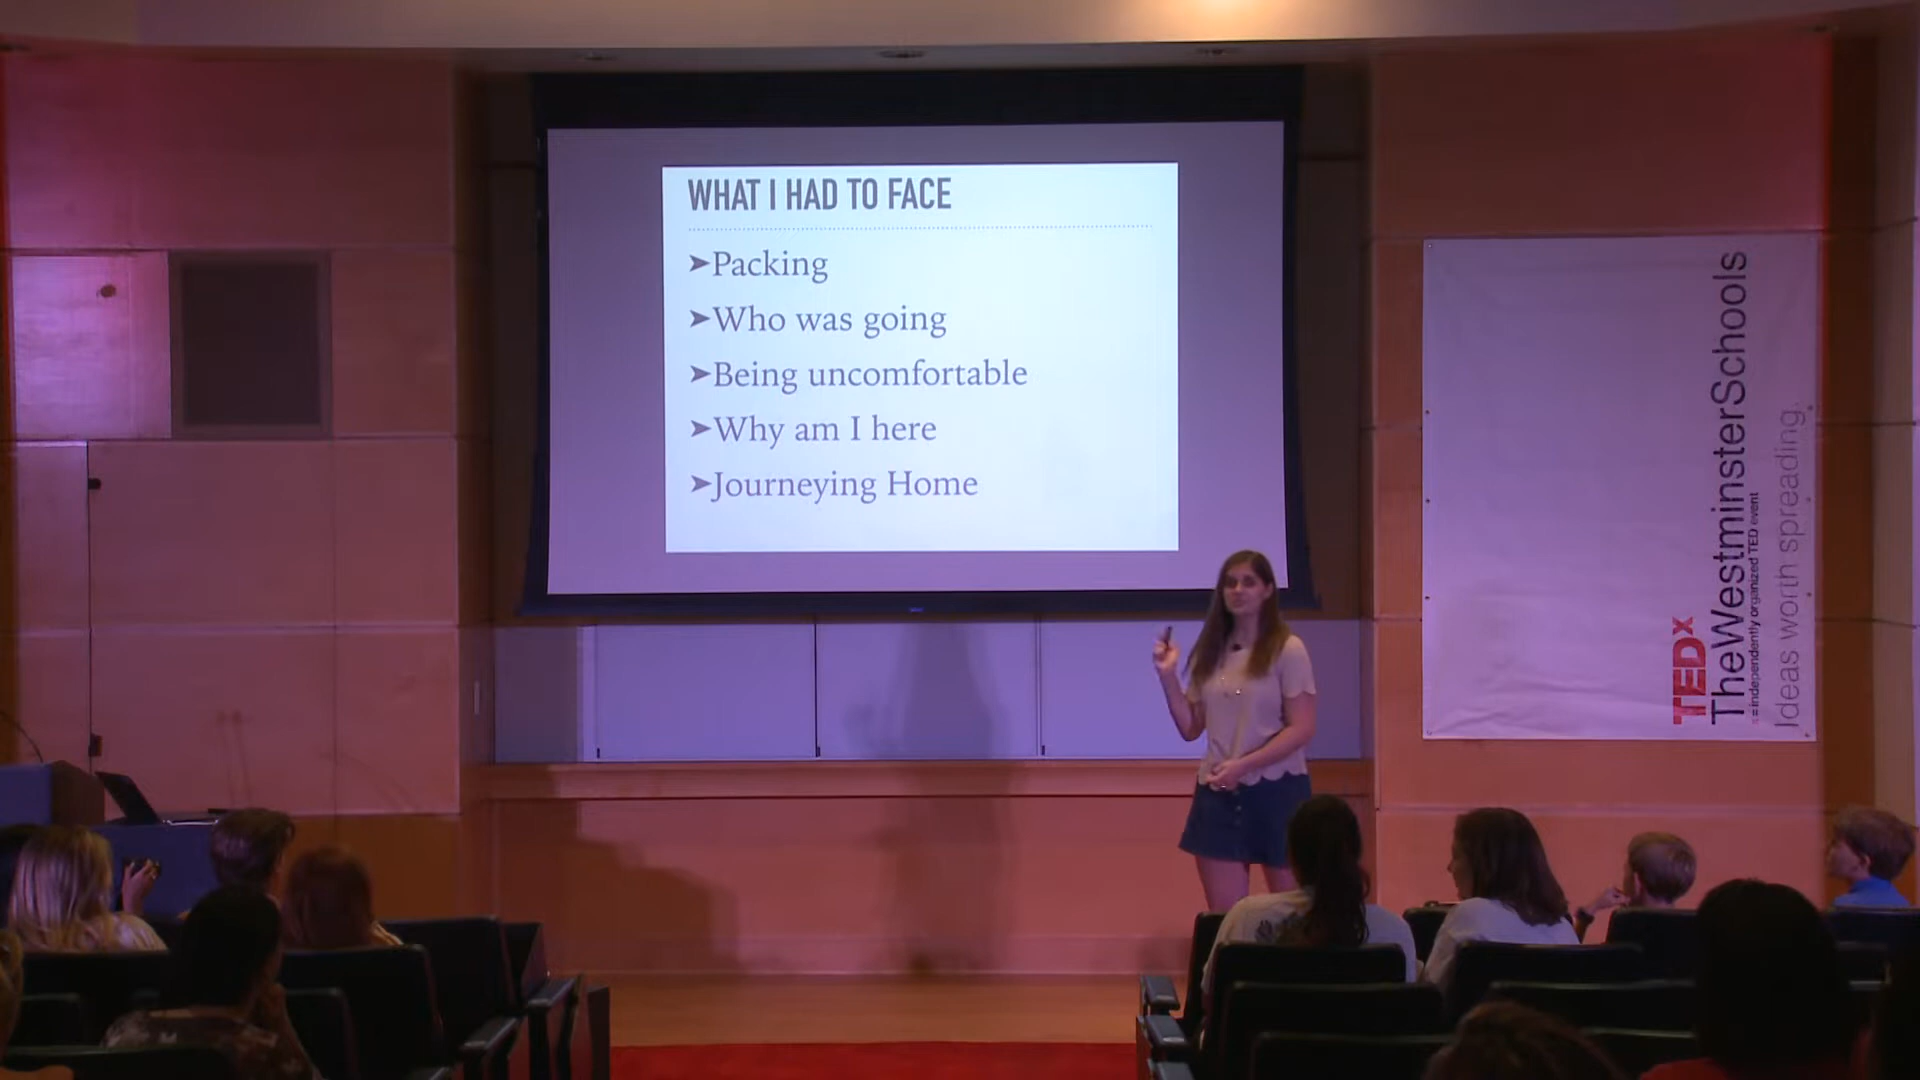 WHAT I HAD TO FACE
➤Packing
➤Who was going
➤Being uncomfortable
➤Why am I here
➤Journeying Home
TEDx
TheWestminsterSchools
x = independently organized TED event
Ideas worth spreading.